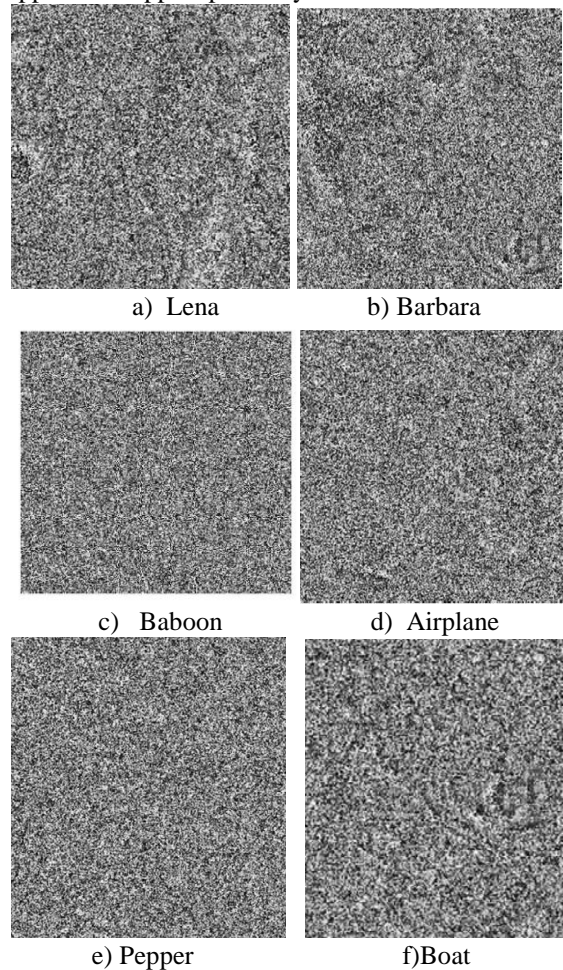 a) Lena
b) Barbara
c) Baboon
d) Airplane
e) Pepper
f)Boat